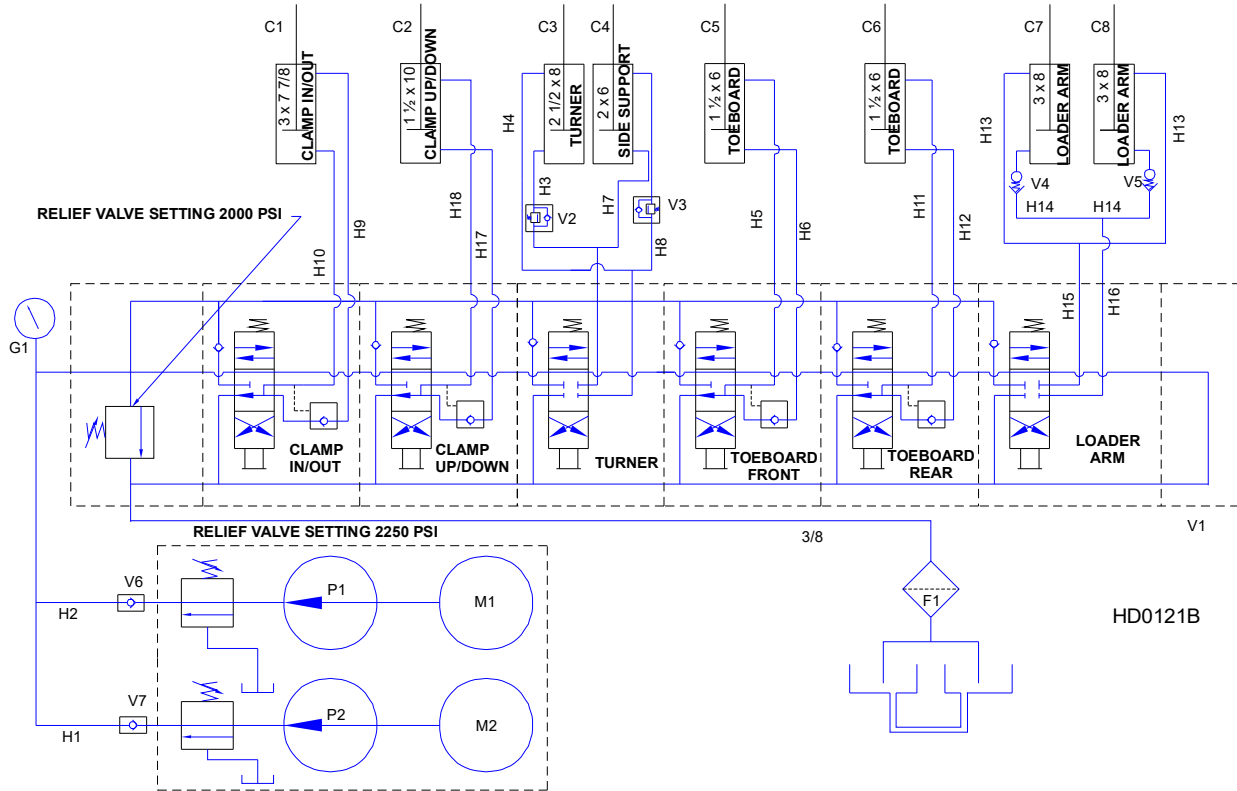 C1
C2
C3
C4
C5
C6
C7
C8
3 x 7 7/8
CLAMP IN/OUT
1 ½ x 10
CLAMP UP/DOWN
2 1/2 x 8
TURNER
2 x 6
SIDE SUPPORT
1 ½ x 6
TOEBOARD
1 ½ x 6
TOEBOARD
3 x 8
LOADER ARM
3 x 8
LOADER ARM
H4
H13
H13
H3
H7
V2
V3
H8
V4
V5
H14
H14
RELIEF VALVE SETTING 2000 PSI
H10
H9
H18
H17
H5
H6
H11
H12
H15
H16
G1
CLAMP
IN/OUT
CLAMP
UP/DOWN
TURNER
TOEBOARD
FRONT
TOEBOARD
REAR
LOADER
ARM
RELIEF VALVE SETTING 2250 PSI
3/8
V1
V6
P1
M1
H2
F1
HD0121B
V7
P2
M2
H1